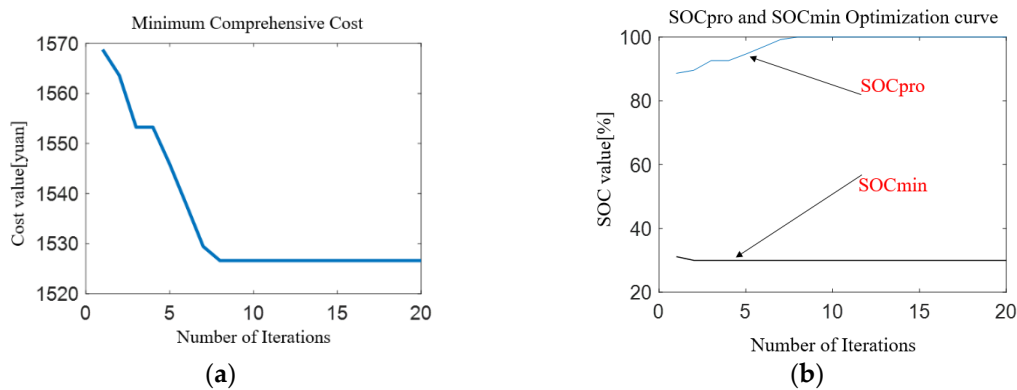 Minimum Comprehensive Cost
1570
1560
1550
1540
1530
1520
Cost value[yuan]
0 5 10 15 20
Number of Iterations
(a)
SOCpro and SOCmin Optimization curve
100
80
60
40
20
SOC value[%]
SOCpro
SOCmin
0 5 10 15 20
Number of Iterations
(b)